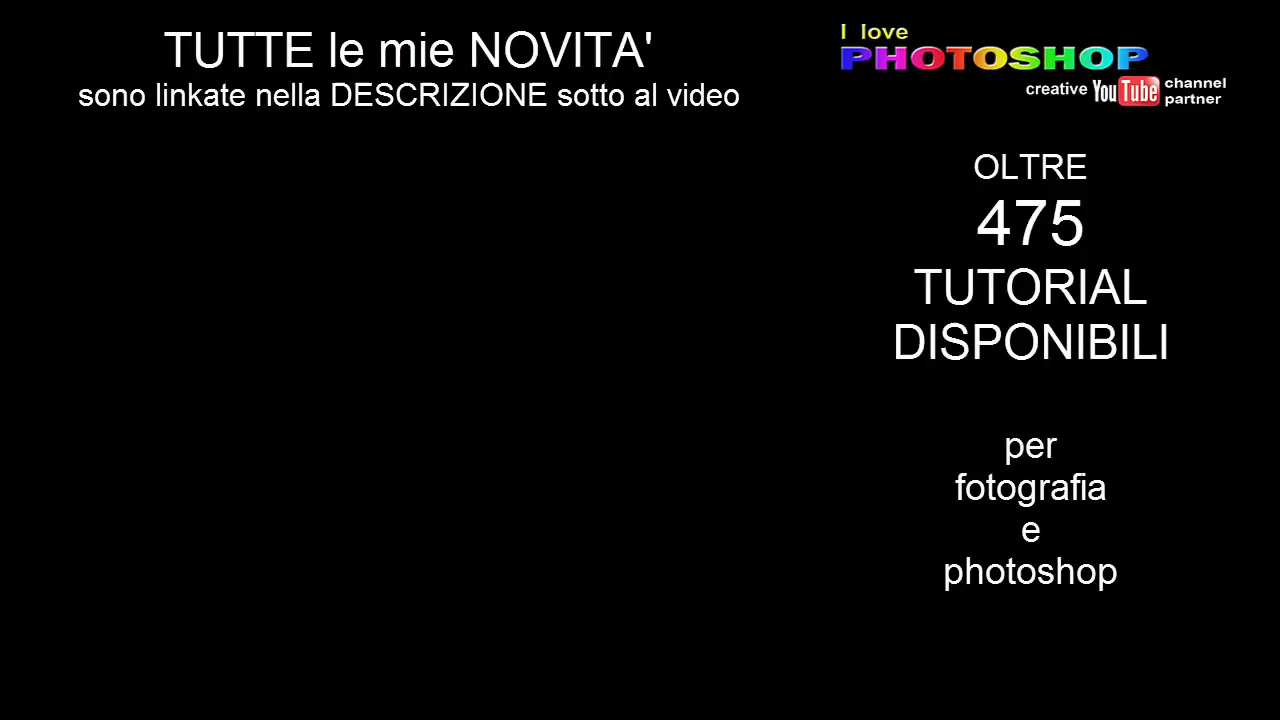 TUTTE le mie NOVITA'
sono linkate nella DESCRIZIONE sotto al video
I love
PHOTOSHOP
creative YouTube channel partner
OLTRE
475
TUTORIAL
DISPONIBILI
per
fotografia
e
photoshop